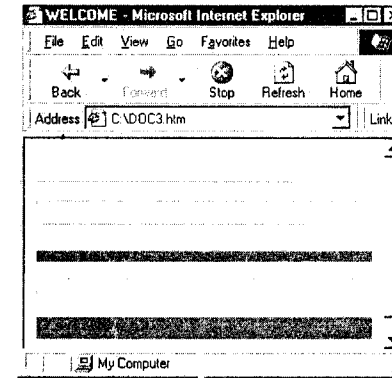 WELCOME - Microsoft Internet Explorer
File Edit View Go Favorites Help
Back Forward Stop Refresh Home
Address C:\DOC3.htm Link
My Computer